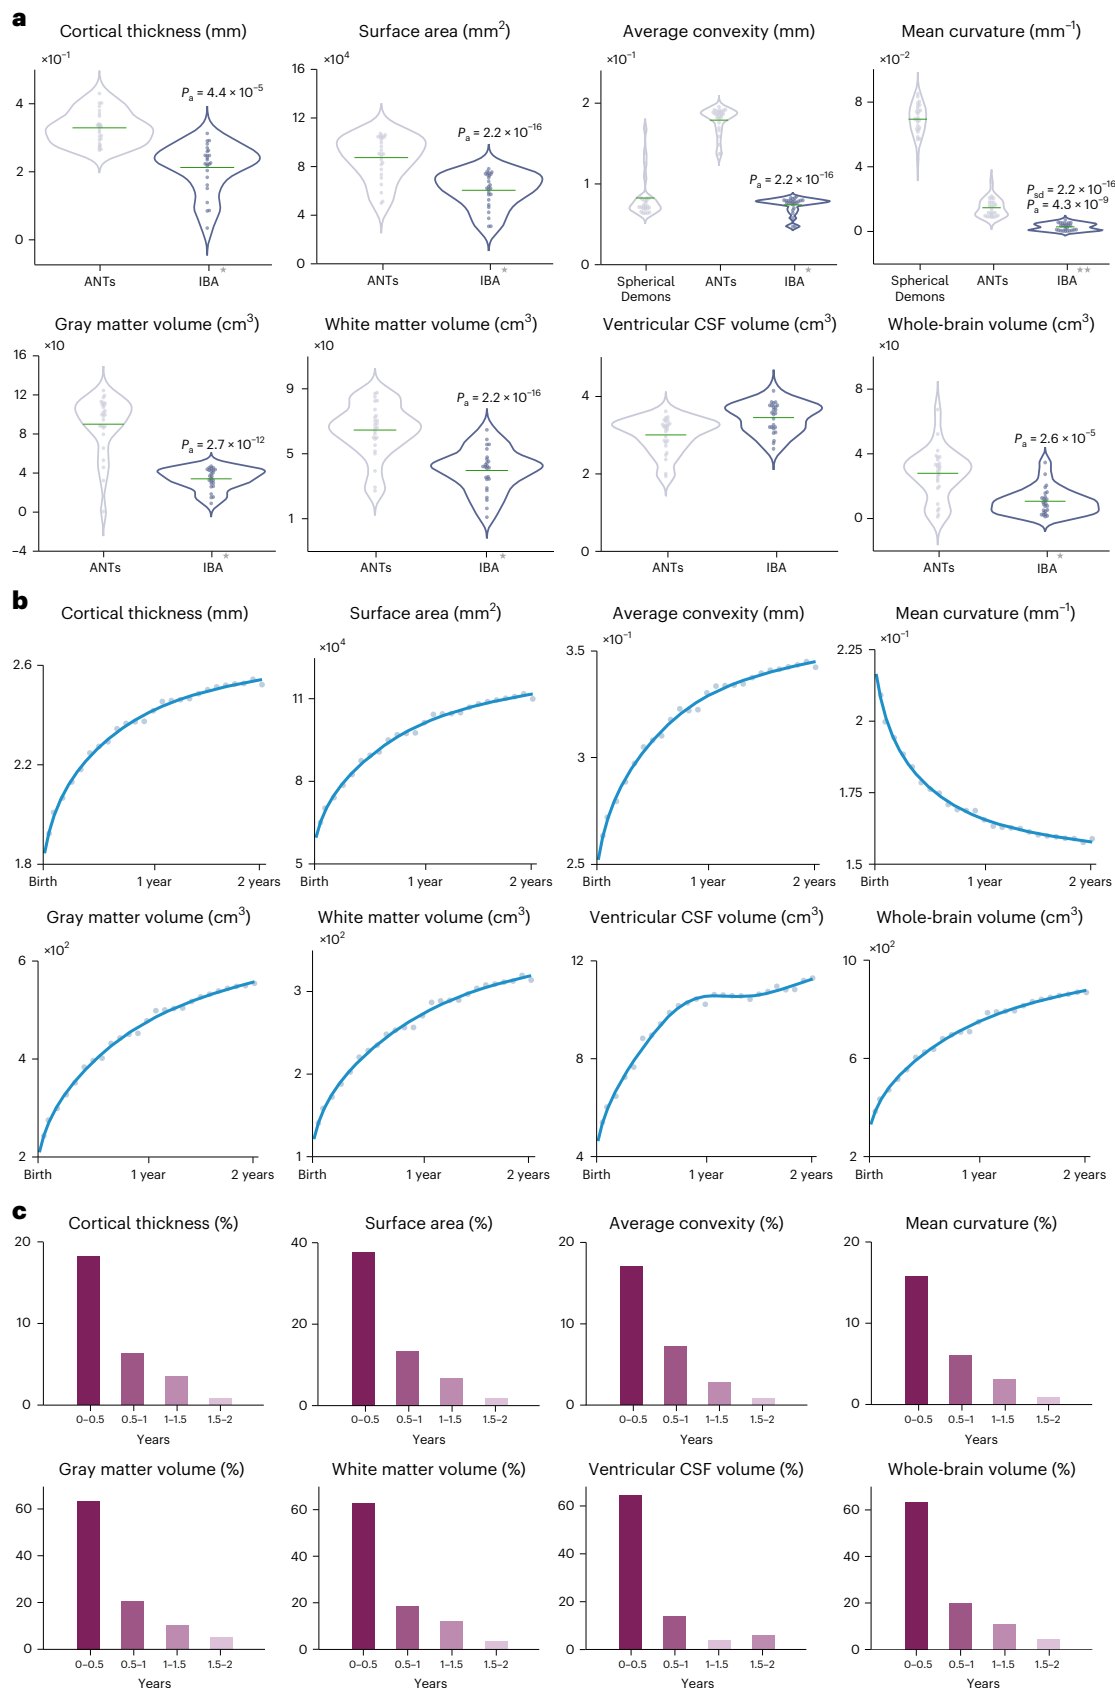 a
Cortical thickness (mm)
×10−1
4
2
0
Pa = 4.4 × 10−5
ANTs
IBA*
Surface area (mm2)
×104
16
12
8
4
0
Pa = 2.2 × 10−16
ANTs
IBA*
Average convexity (mm)
×10−1
2
1
0
Pa = 2.2 × 10−16
Spherical
Demons
ANTs
IBA*
Mean curvature (mm−1)
×10−2
8
4
0
Psd = 2.2 × 10−16
Pa = 4.3 × 10−9
Spherical
Demons
ANTs
IBA**
Gray matter volume (cm3)
×10
16
12
8
4
0
−4
Pa = 2.7 × 10−12
ANTs
IBA*
White matter volume (cm3)
×10
9
5
1
Pa = 2.2 × 10−16
ANTs
IBA*
Ventricular CSF volume (cm3)
4
2
0
ANTs
IBA
Whole-brain volume (cm3)
×10
8
4
0
Pa = 2.6 × 10−5
ANTs
IBA*
b
Cortical thickness (mm)
2.6
2.2
1.8
Birth 1 year 2 years
Surface area (mm2)
×104
11
8
5
Birth 1 year 2 years
Average convexity (mm)
×10−1
3.5
3
2.5
Birth 1 year 2 years
Mean curvature (mm−1)
×10−1
2.25
2
1.75
1.5
Birth 1 year 2 years
Gray matter volume (cm3)
×102
6
4
2
Birth 1 year 2 years
White matter volume (cm3)
×102
3
2
1
Birth 1 year 2 years
Ventricular CSF volume (cm3)
12
8
4
Birth 1 year 2 years
Whole-brain volume (cm3)
×102
10
6
2
Birth 1 year 2 years
c
Cortical thickness (%)
20
10
0
0–0.5 0.5–1 1–1.5 1.5–2
Years
Surface area (%)
40
20
0
0–0.5 0.5–1 1–1.5 1.5–2
Years
Average convexity (%)
20
10
0
0–0.5 0.5–1 1–1.5 1.5–2
Years
Mean curvature (%)
20
10
0
0–0.5 0.5–1 1–1.5 1.5–2
Years
Gray matter volume (%)
60
40
20
0
0–0.5 0.5–1 1–1.5 1.5–2
Years
White matter volume (%)
60
40
20
0
0–0.5 0.5–1 1–1.5 1.5–2
Years
Ventricular CSF volume (%)
60
40
20
0
0–0.5 0.5–1 1–1.5 1.5–2
Years
Whole-brain volume (%)
60
40
20
0
0–0.5 0.5–1 1–1.5 1.5–2
Years